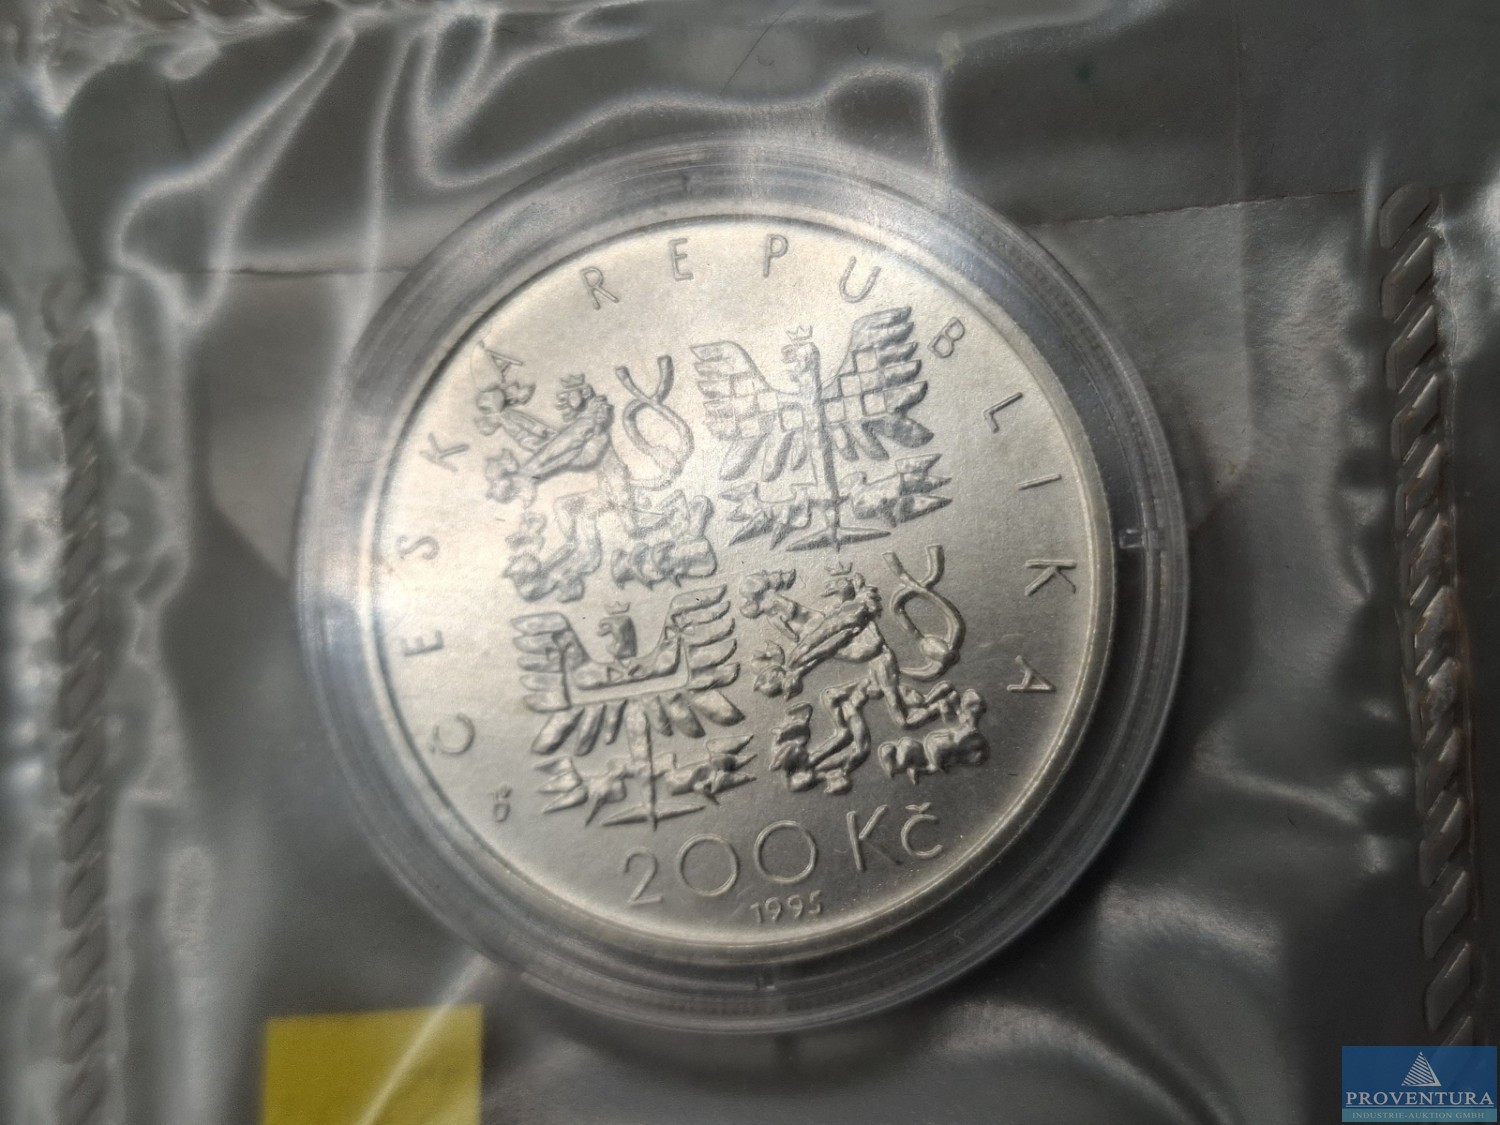 ČESKÁ REPUBLIKA
200 Kč
1995
PROVENTURA
INDUSTRIE-AUKTION GMBH